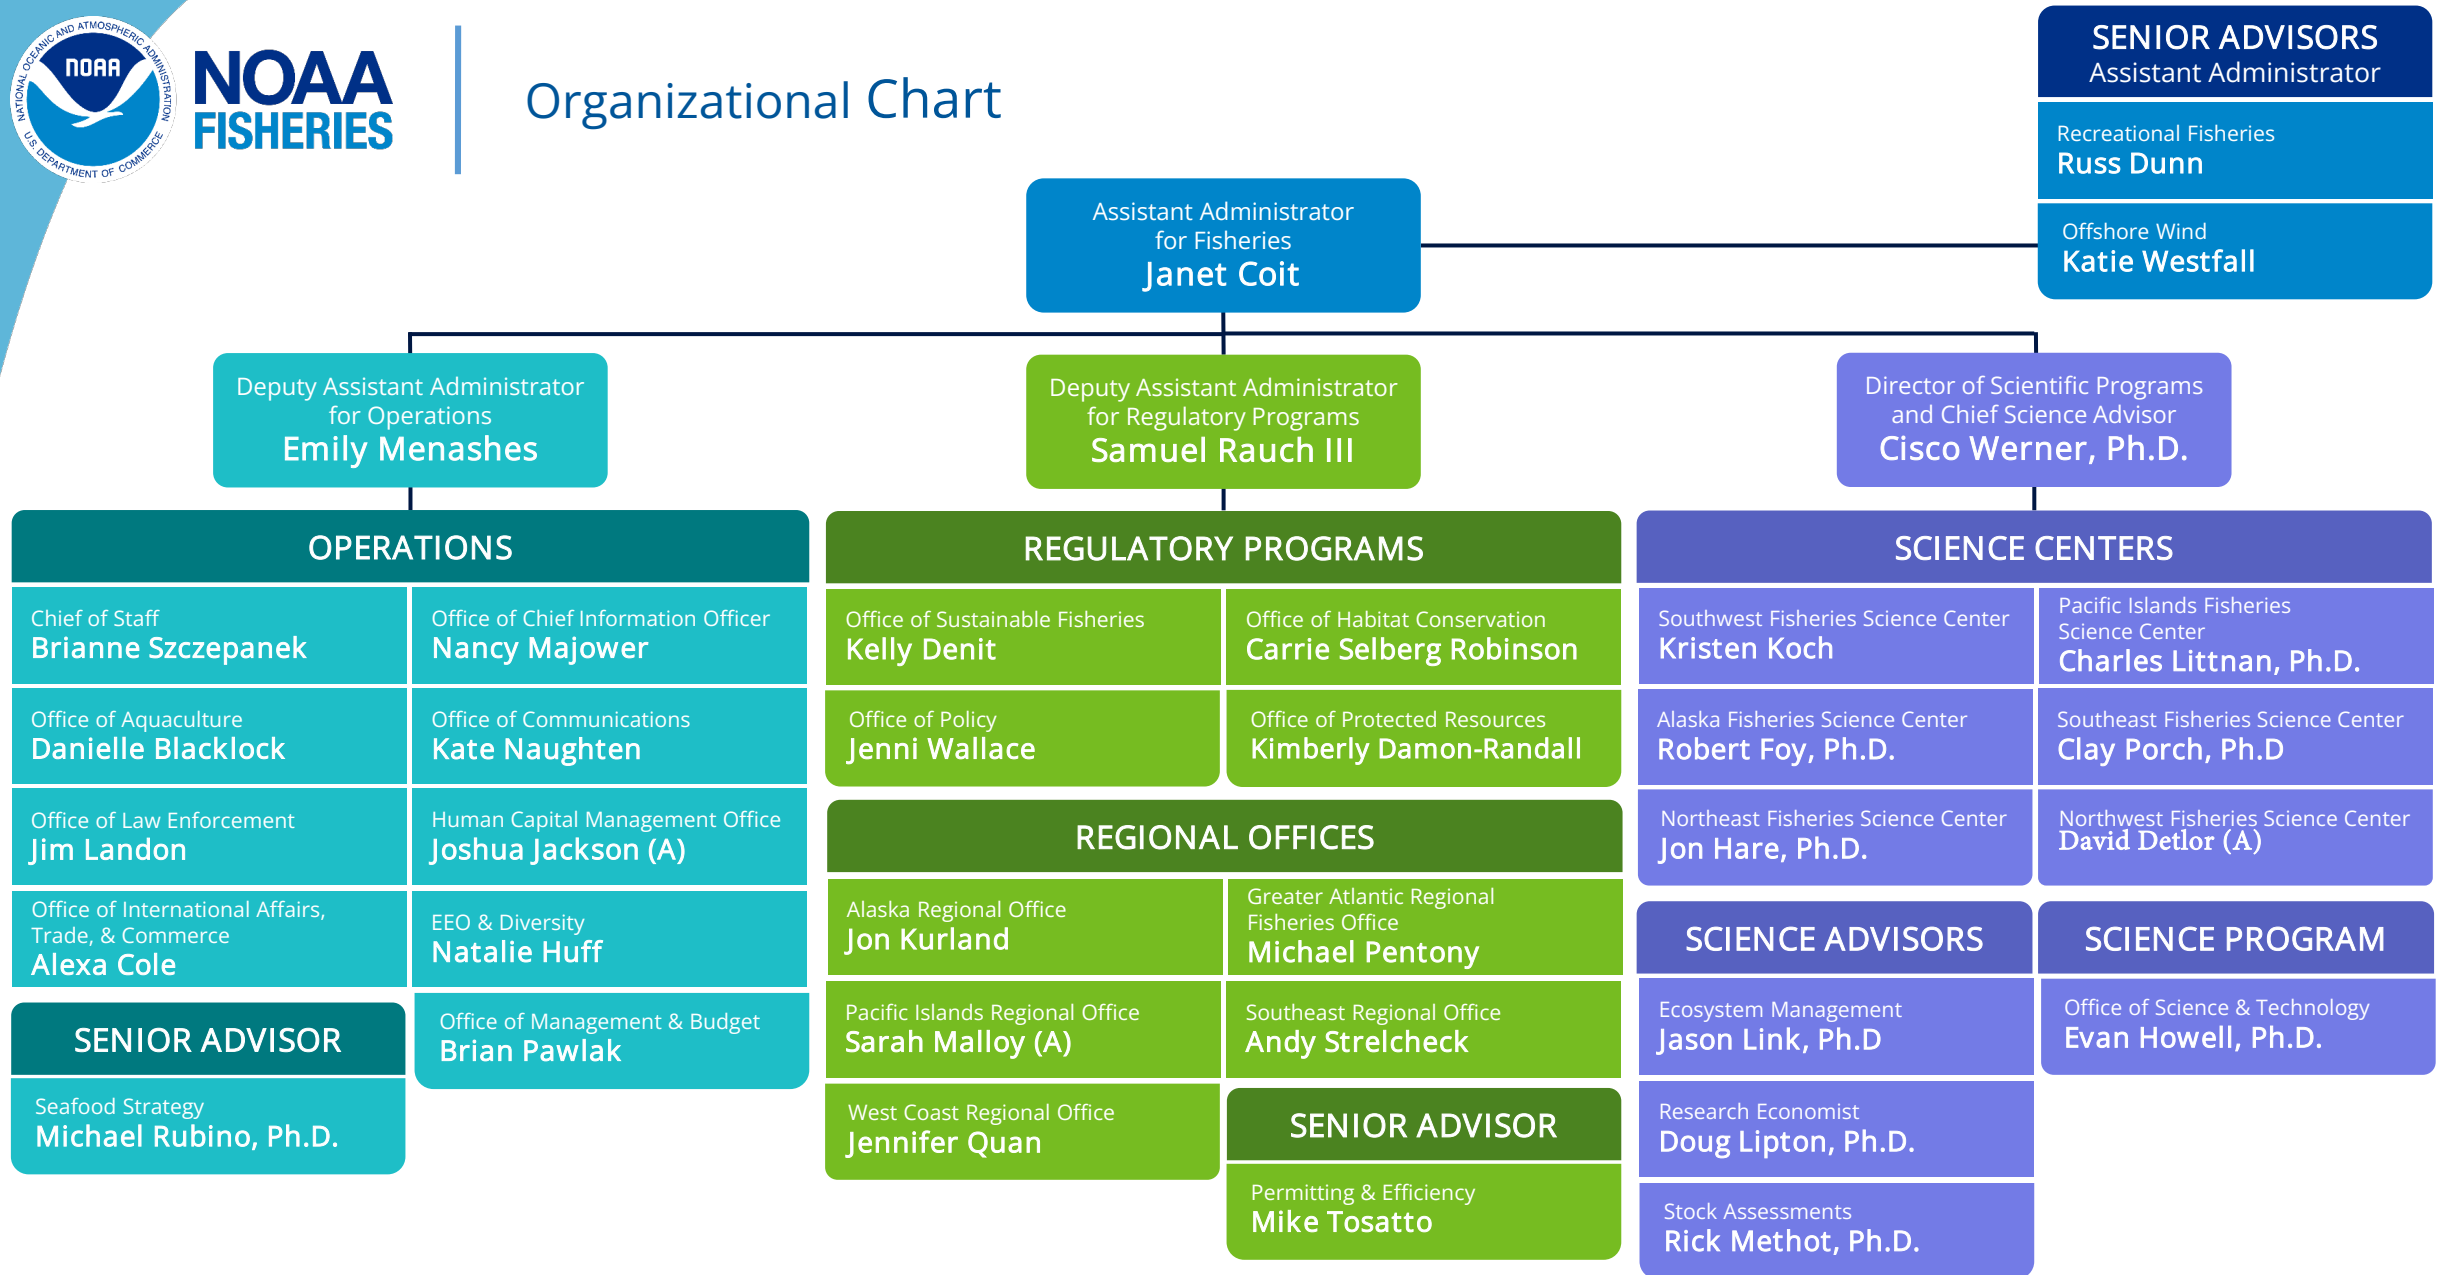 NATIONAL OCEANIC AND ATMOSPHERIC ADMINISTRATION
U.S. DEPARTMENT OF COMMERCE
NOAA
NOAA
FISHERIES
Organizational Chart
SENIOR ADVISORS
Assistant Administrator
Recreational Fisheries
Russ Dunn
Offshore Wind
Katie Westfall
Assistant Administrator
for Fisheries
Janet Coit
Deputy Assistant Administrator
for Operations
Emily Menashes
Deputy Assistant Administrator
for Regulatory Programs
Samuel Rauch III
Director of Scientific Programs
and Chief Science Advisor
Cisco Werner, Ph.D.
OPERATIONS
Chief of Staff
Brianne Szczepanek
Office of Chief Information Officer
Nancy Majower
Office of Aquaculture
Danielle Blacklock
Office of Communications
Kate Naughten
Office of Law Enforcement
Jim Landon
Human Capital Management Office
Joshua Jackson (A)
Office of International Affairs,
Trade, & Commerce
Alexa Cole
EEO & Diversity
Natalie Huff
Office of Management & Budget
Brian Pawlak
SENIOR ADVISOR
Seafood Strategy
Michael Rubino, Ph.D.
REGULATORY PROGRAMS
Office of Sustainable Fisheries
Kelly Denit
Office of Habitat Conservation
Carrie Selberg Robinson
Office of Policy
Jenni Wallace
Office of Protected Resources
Kimberly Damon-Randall
REGIONAL OFFICES
Alaska Regional Office
Jon Kurland
Greater Atlantic Regional
Fisheries Office
Michael Pentony
Pacific Islands Regional Office
Sarah Malloy (A)
Southeast Regional Office
Andy Strelcheck
West Coast Regional Office
Jennifer Quan
SENIOR ADVISOR
Permitting & Efficiency
Mike Tosatto
SCIENCE CENTERS
Southwest Fisheries Science Center
Kristen Koch
Pacific Islands Fisheries
Science Center
Charles Littnan, Ph.D.
Alaska Fisheries Science Center
Robert Foy, Ph.D.
Southeast Fisheries Science Center
Clay Porch, Ph.D
Northeast Fisheries Science Center
Jon Hare, Ph.D.
Northwest Fisheries Science Center
David Detlor (A)
SCIENCE ADVISORS
Ecosystem Management
Jason Link, Ph.D
Research Economist
Doug Lipton, Ph.D.
Stock Assessments
Rick Methot, Ph.D.
SCIENCE PROGRAM
Office of Science & Technology
Evan Howell, Ph.D.